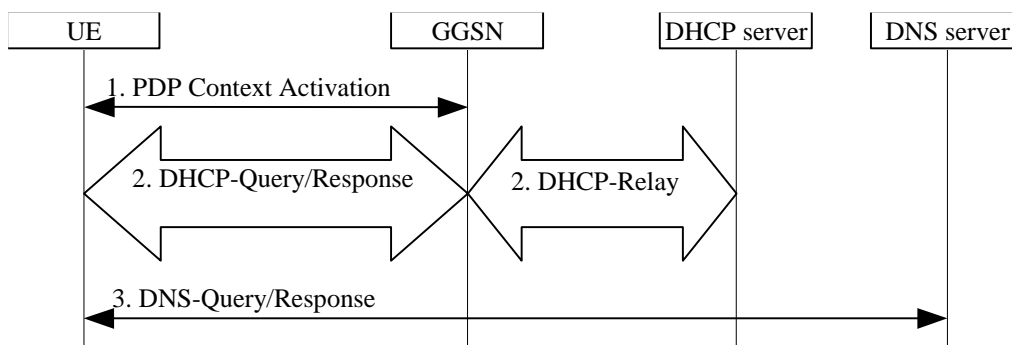 UE
GGSN
DHCP server
DNS server
1. PDP Context Activation
2. DHCP-Query/Response
2. DHCP-Relay
3. DNS-Query/Response